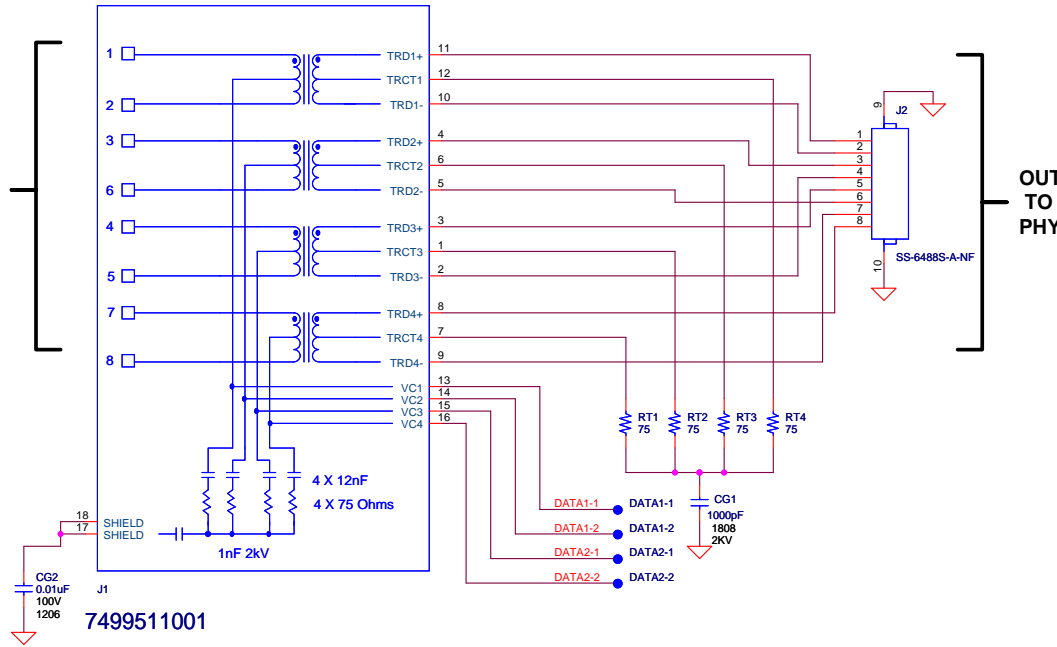 1
2
3
6
4
5
7
8
TRD1+
TRCT1
TRD1-
TRD2+
TRCT2
TRD2-
TRD3+
TRCT3
TRD3-
TRD4+
TRCT4
TRD4-
VC1
VC2
VC3
VC4
11
12
10
4
6
5
3
1
2
8
7
9
13
14
15
16
4 X 12nF
4 X 75 Ohms
1nF 2kV
18
17
SHIELD
SHIELD
CG2
0.01uF
100V
1206
J1
7499511001
RT1
75
RT2
75
RT3
75
RT4
75
CG1
1000pF
1808
2KV
DATA1-1 DATA1-1
DATA1-2 DATA1-2
DATA2-1 DATA2-1
DATA2-2 DATA2-2
9
J2
1
2
3
4
5
6
7
8
10
SS-6488S-A-NF
OUT
TO
PHY